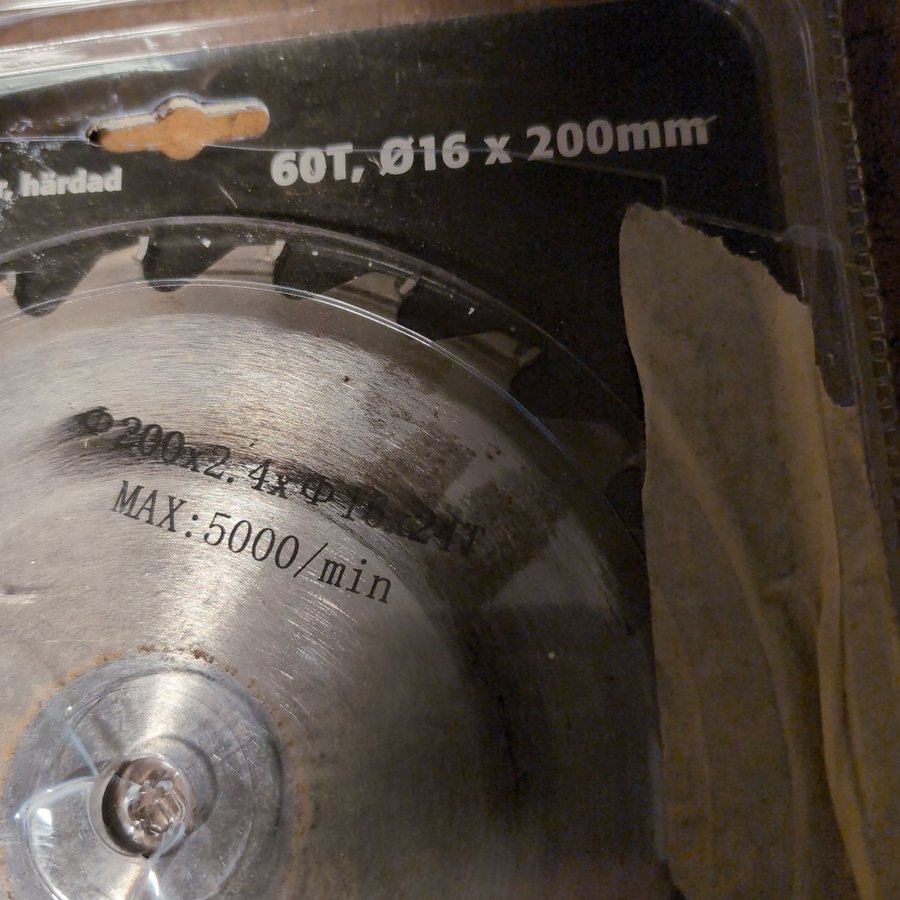 60T, Ø16 x 200mm
r, härdad
Φ200x2.4xΦ16x24T
MAX:5000/min